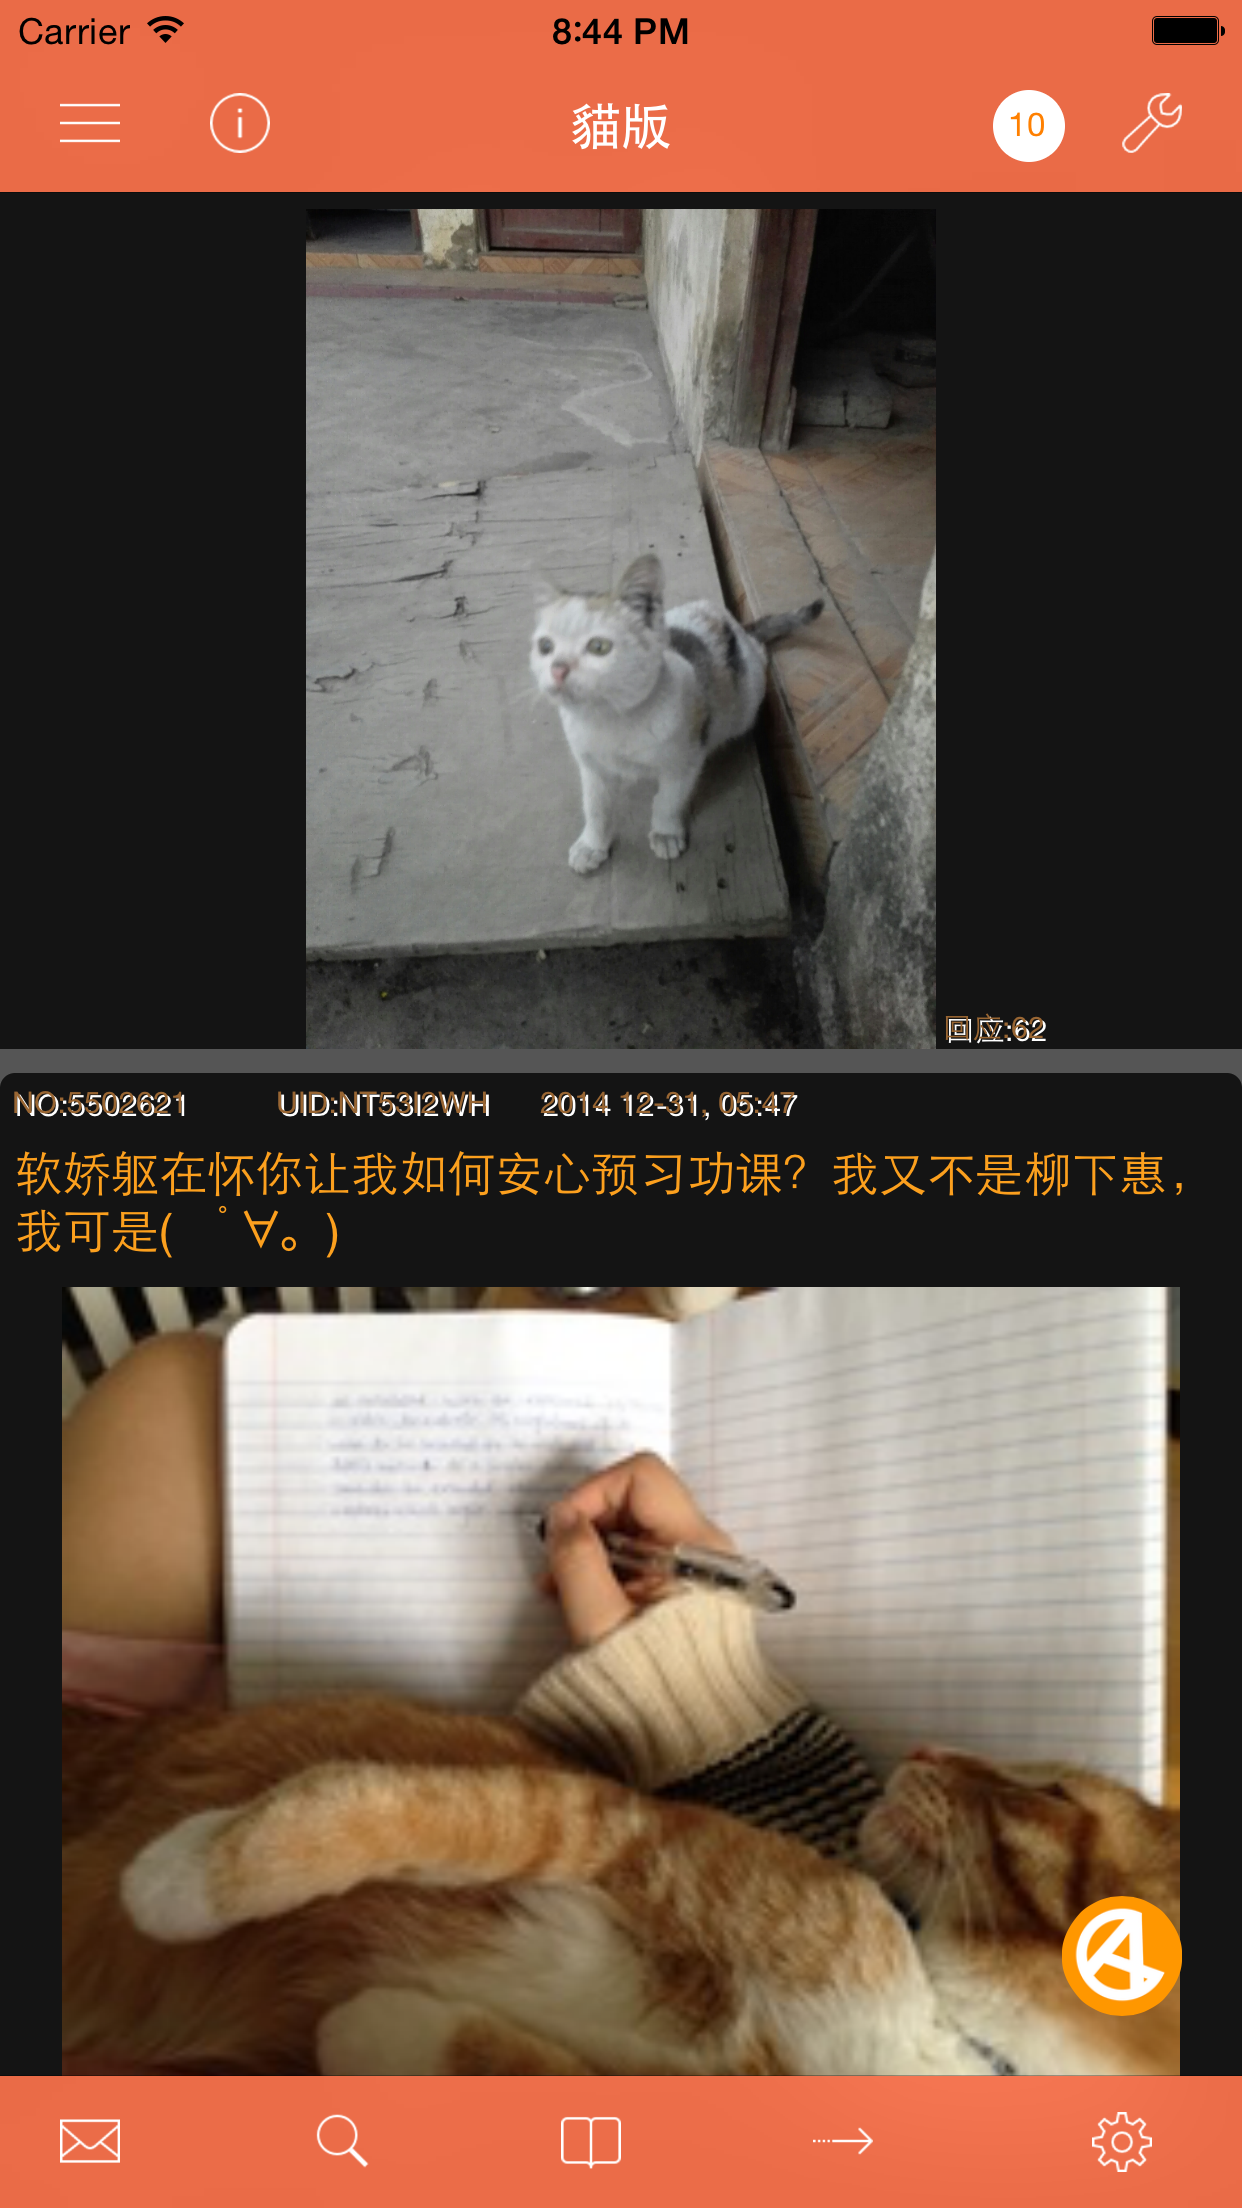 Carrier 8:44 PM
貓版 10
回应:62
NO:5502621 UID:NT53I2WH 2014 12-31, 05:47
软娇躯在怀你让我如何安心预习功课？我又不是柳下惠，
我可是( ゜∀。)